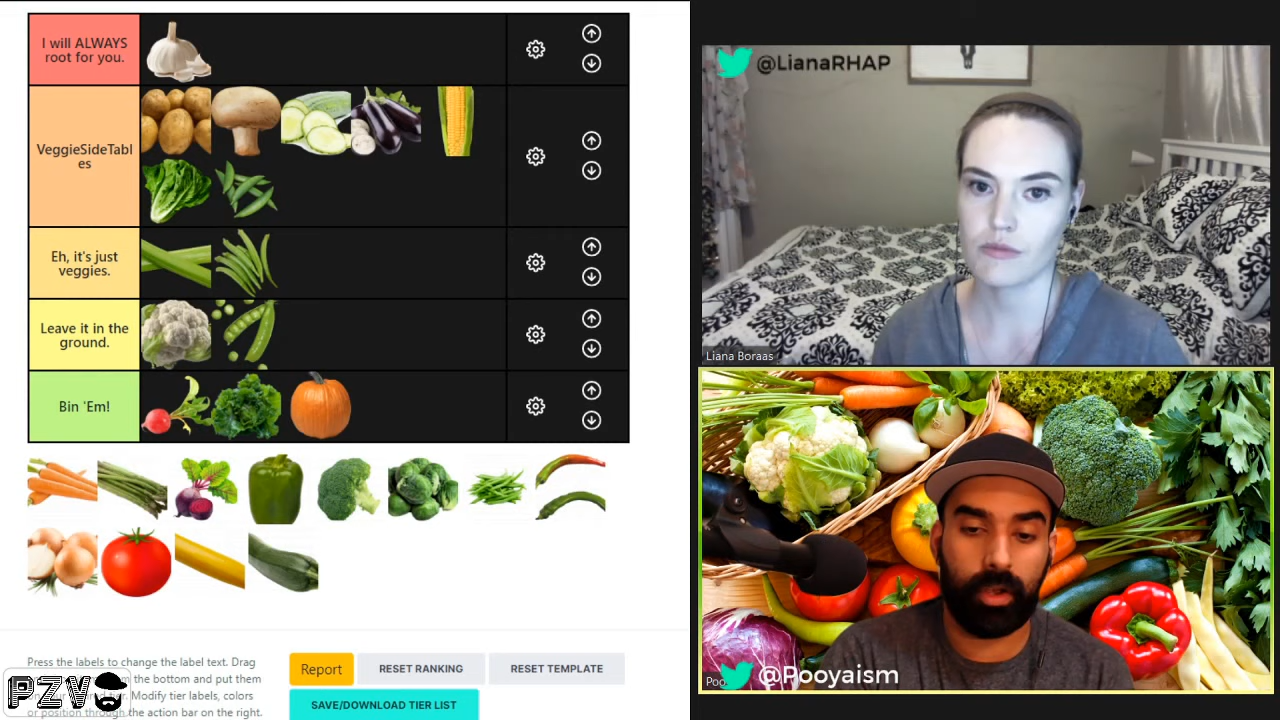 I will ALWAYS
root for you.
VeggieSideTabl
es
Eh, it's just
veggies.
Leave it in the
ground.
Bin 'Em!
Press the labels to change the label text. Drag
the bottom and put them
Modify tier labels, colors
or position through the action bar on the right.
Report
RESET RANKING
RESET TEMPLATE
SAVE/DOWNLOAD TIER LIST
PZV
@LianaRHAP
Liana Boraas
Poo
@Pooyaism